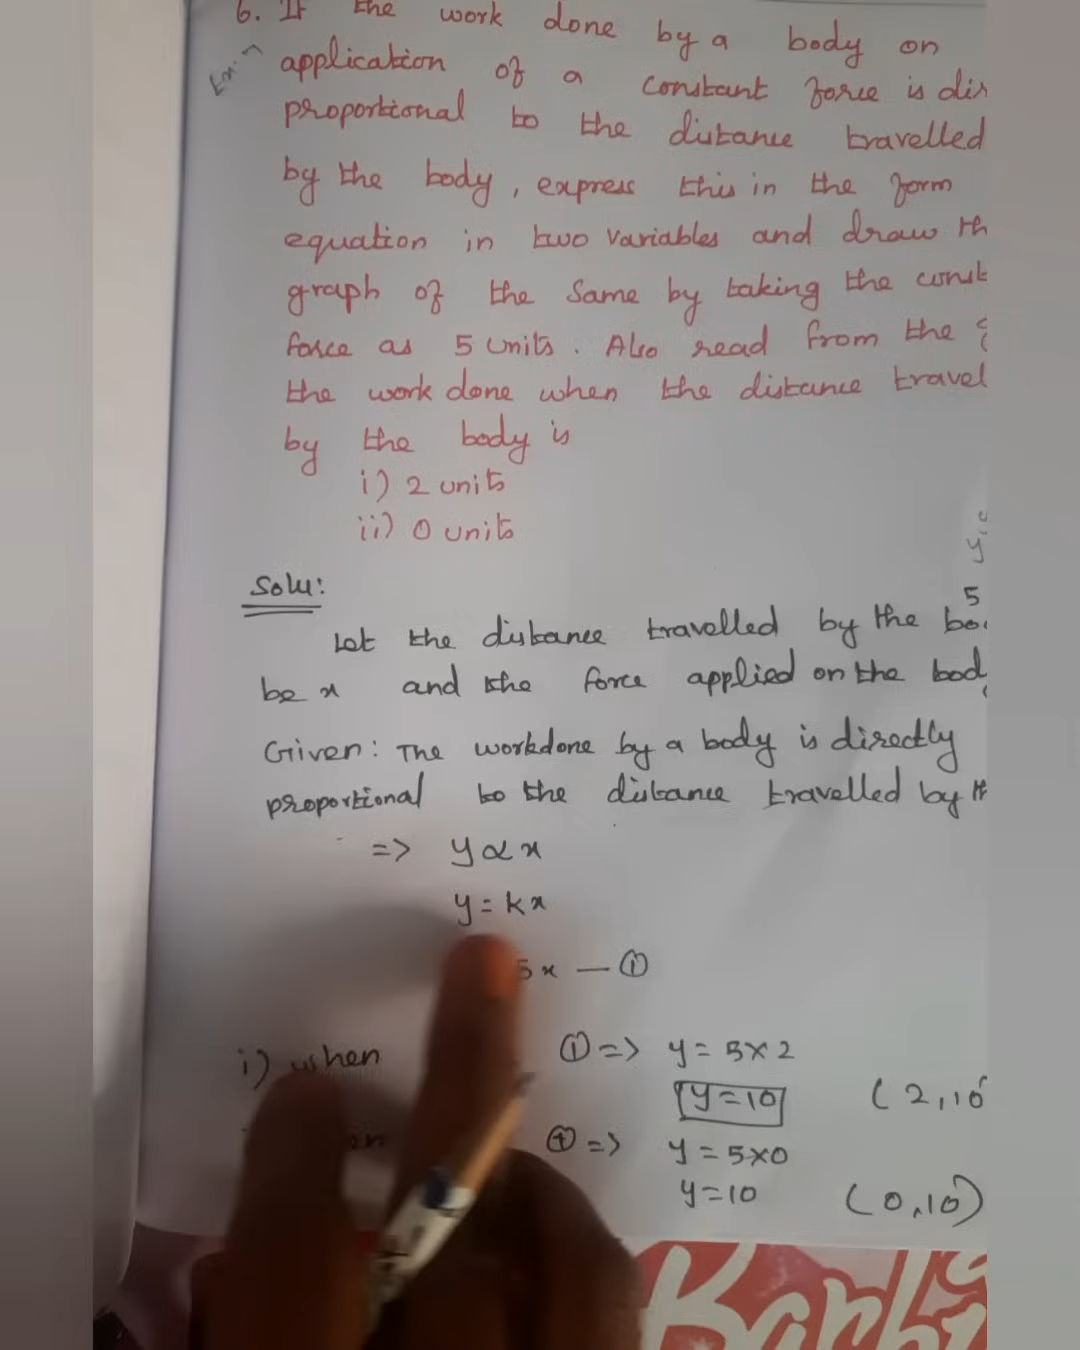 6. If the work done by a body on
application of a constant force is dir
proportional to the distance travelled
by the body, express this in the form
equation in two variables and draw th
graph of the same by taking the const
force as 5 units. Also read from the
the work done when the distance travel
by the body is
i) 2 units
ii) 0 units
Solu:
5
Let the distance travelled by the bo
be x and the force applied on the bod
Given: The workdone by a body is directly
proportional to the distance travelled by th
=> y ∝ x
y = kx
5x — ①
i) when ① => y = 5×2
y=10 (2,10
① => y = 5×0
y=10 (0,10)